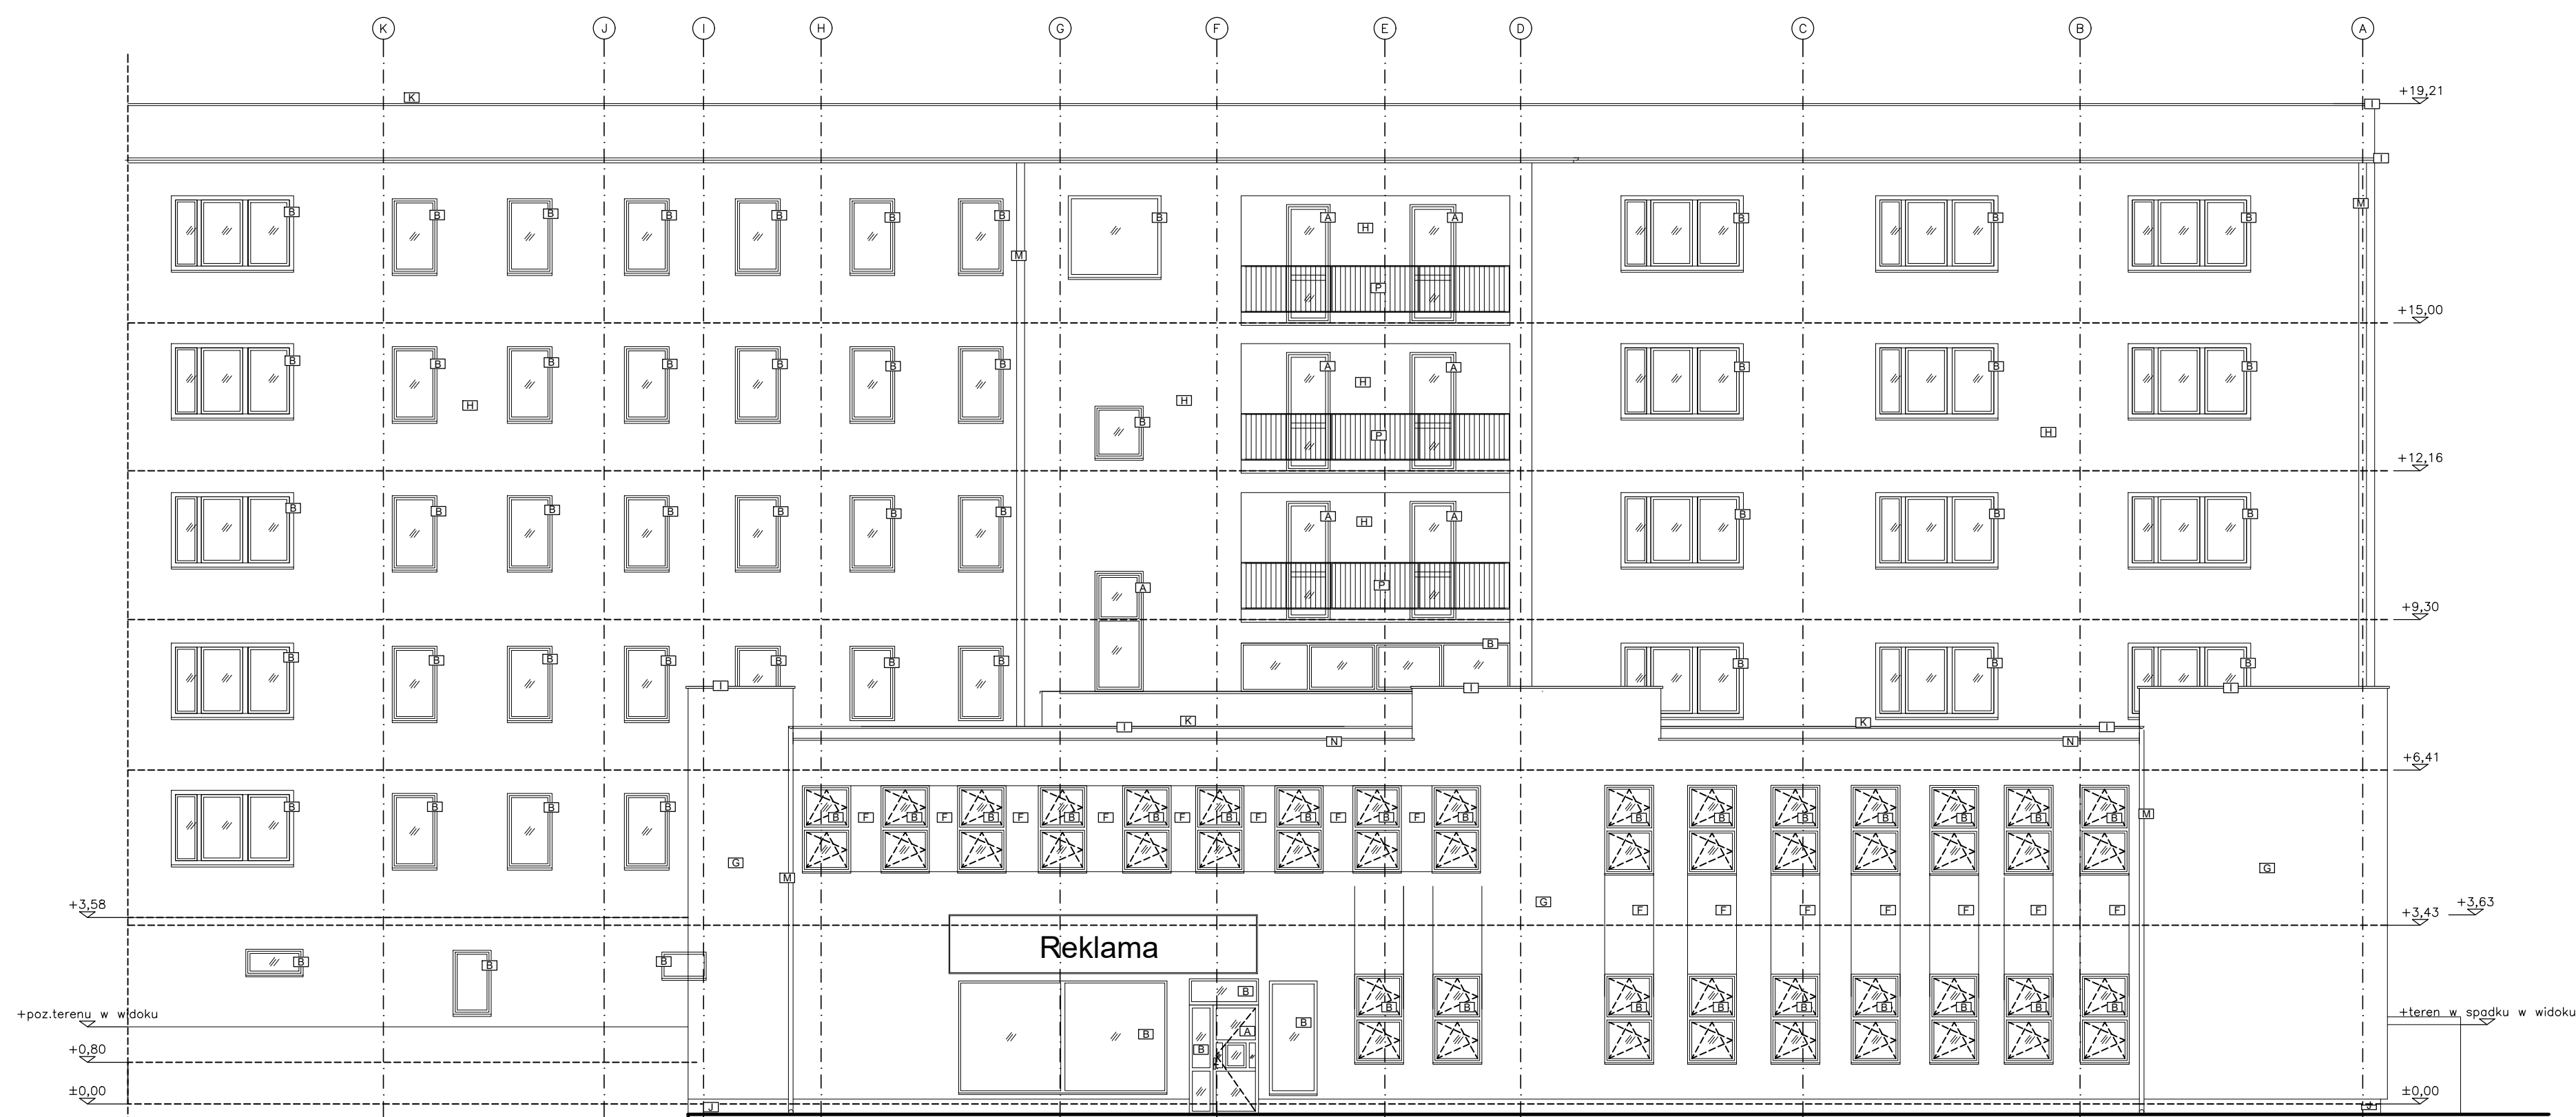 K J I H G F E D C B A
K
+19,21
I
I
B B B B B B B B A A B B B M
H
M
P
+15,00
B B B B B B B A A B B B
H
H
H
B
H
P
+12,16
B B B B B B B A A B B B
H
A
P
+9,30
B
B B B B B B B B B B
I I I
K K
I I
N N
+6,41
B B B
B F B F B F B F B F B F B F B F B B B B B B B B
M
G
G
M
G
F F F F F F F
+3,58
+3,63
+3,43
Reklama
B B B
B
B B B B B B B B B
+poz.terenu w widoku
+teren w spadku w widoku
B
A
B
B
+0,80
±0,00
±0,00
J
J